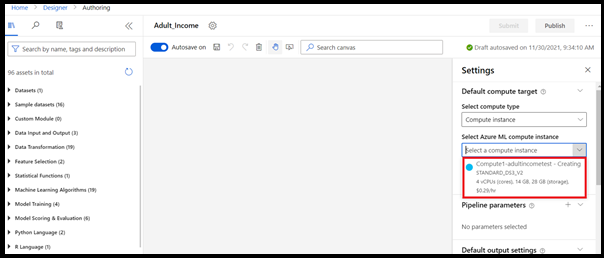 Home > Designer > Authoring
Adult_Income
Submit
Publish
Search by name, tags and description
Autosave on
Search canvas
Draft autosaved on 11/30/2021, 9:34:10 AM
96 assets in total
Datasets (1)
Sample datasets (16)
Custom Module (0)
Data Input and Output (3)
Data Transformation (19)
Feature Selection (2)
Statistical Functions (1)
Machine Learning Algorithms (19)
Model Training (4)
Model Scoring & Evaluation (6)
Python Language (2)
R Language (1)
Settings
Default compute target
Select compute type
Compute instance
Select Azure ML compute instance
Select a compute instance
Compute1-adultincometest - Creating
STANDARD_DS3_V2
4 vCPUs (cores), 14 GB, 28 GB (storage),
$0.29/hr
Pipeline parameters
No parameters selected
Default output settings